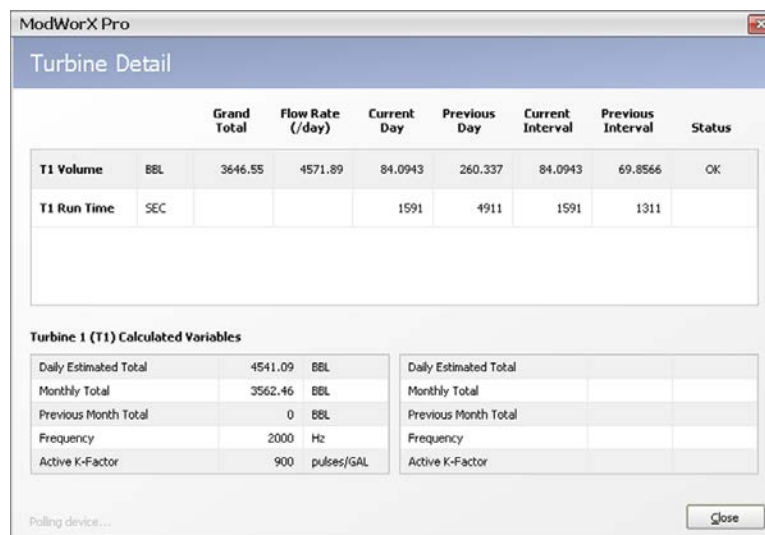 ModWorX Pro
Turbine Detail
Grand Total Flow Rate (/day) Current Day Previous Day Current Interval Previous Interval Status
T1 Volume BBL 3646.55 4571.89 84.0943 260.337 84.0943 69.8566 OK
T1 Run Time SEC 1591 4911 1591 1311
Turbine 1 (T1) Calculated Variables
Daily Estimated Total 4541.09 BBL Daily Estimated Total
Monthly Total 3562.46 BBL Monthly Total
Previous Month Total 0 BBL Previous Month Total
Frequency 2000 Hz Frequency
Active K-Factor 900 pulses/GAL Active K-Factor
Polling device...
Close